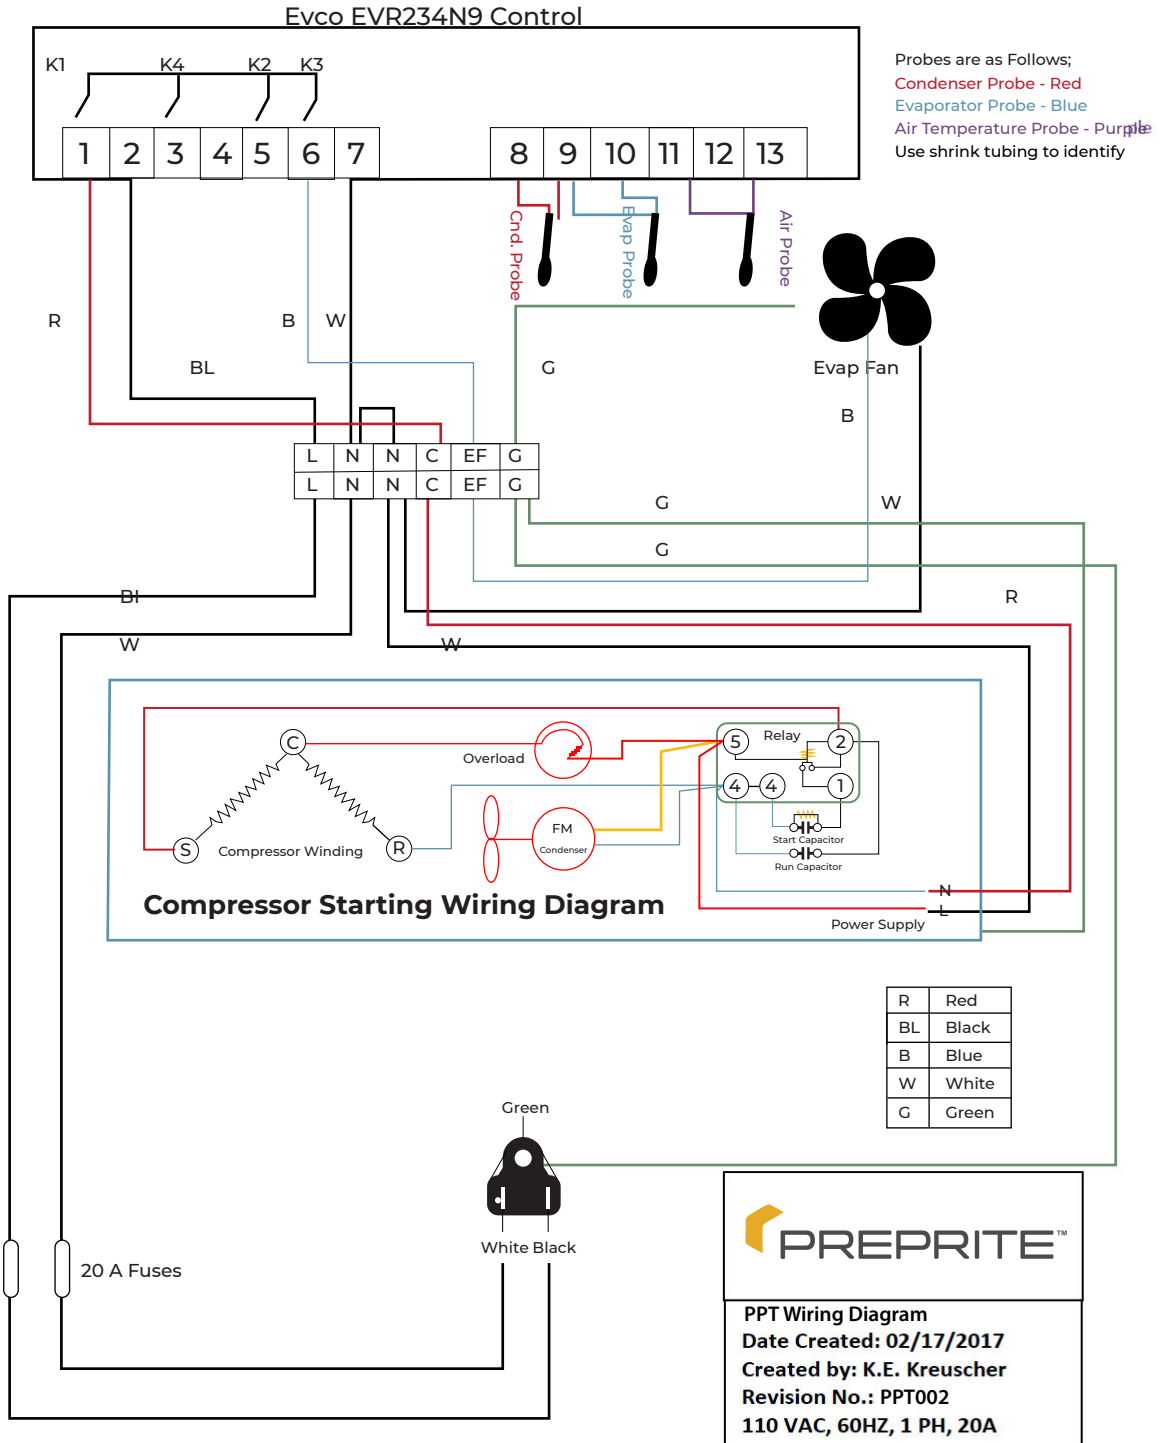 Evco EVR234N9 Control
K1 K4 K2 K3
1 2 3 4 5 6 7
8 9 10 11 12 13
Probes are as Follows;
Condenser Probe - Red
Evaporator Probe - Blue
Air Temperature Probe - Purple
Use shrink tubing to identify
Cnd. Probe
Evap Probe
Air Probe
R
B
W
BL
G
Evap Fan
B
L N N C EF G
L N N C EF G
G
W
G
BI
R
W
W
C
Overload
5
Relay
2
4
4
1
FM
Condenser
Start Capacitor
S
Compressor Winding
R
Run Capacitor
N
L
Compressor Starting Wiring Diagram
Power Supply
R Red
BL Black
B Blue
W White
G Green
Green
White Black
20 A Fuses
PREPRITE™
PPT Wiring Diagram
Date Created: 02/17/2017
Created by: K.E. Kreuscher
Revision No.: PPT002
110 VAC, 60HZ, 1 PH, 20A